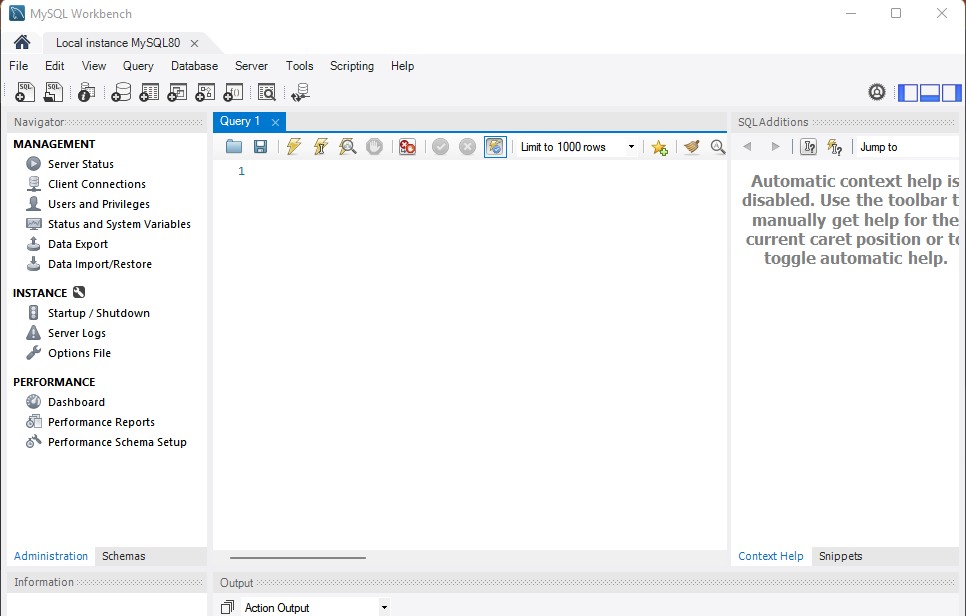 MySQL Workbench
Local instance MySQL80
File Edit View Query Database Server Tools Scripting Help
SQL SQL
Navigator
MANAGEMENT
Server Status
Client Connections
Users and Privileges
Status and System Variables
Data Export
Data Import/Restore
INSTANCE
Startup / Shutdown
Server Logs
Options File
PERFORMANCE
Dashboard
Performance Reports
Performance Schema Setup
Administration Schemas
Information
Query 1
Limit to 1000 rows
1
Output
Action Output
SQLAdditions
Jump to
Automatic context help is
disabled. Use the toolbar t
manually get help for the
current caret position or to
toggle automatic help.
Context Help Snippets